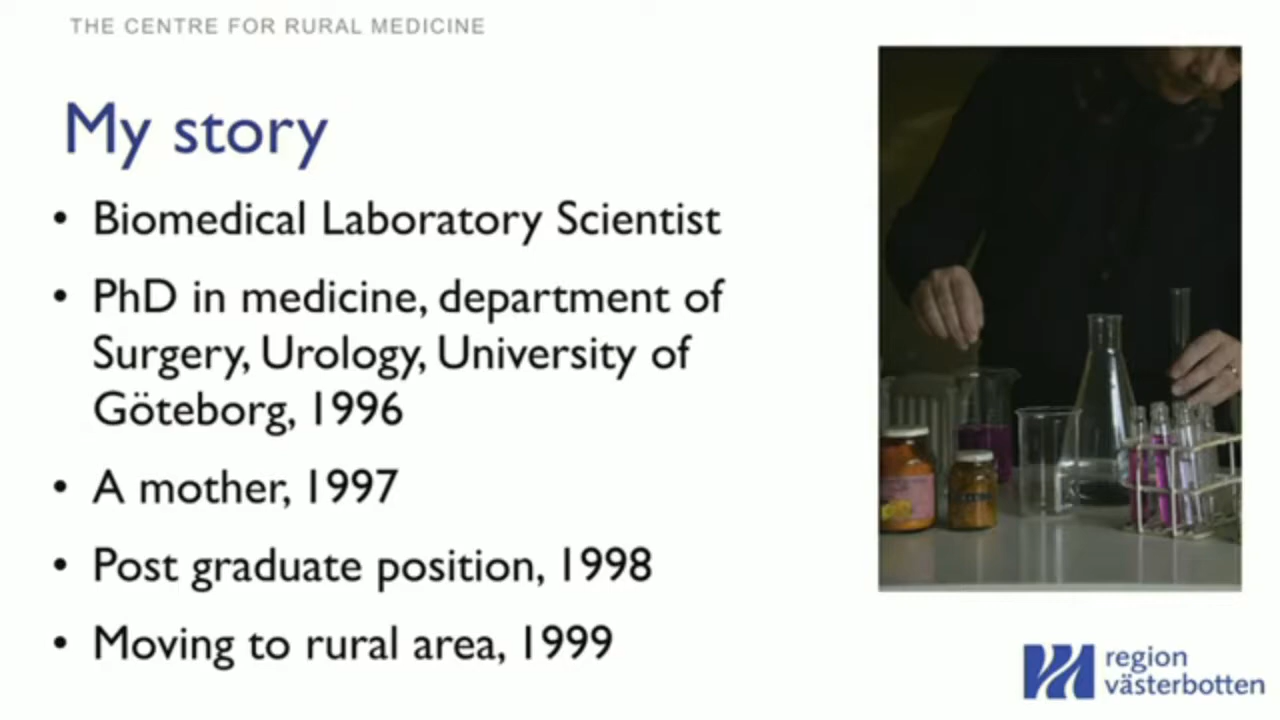 THE CENTRE FOR RURAL MEDICINE
My story
• Biomedical Laboratory Scientist
• PhD in medicine, department of
Surgery, Urology, University of
Göteborg, 1996
• A mother, 1997
• Post graduate position, 1998
• Moving to rural area, 1999
region
västerbotten